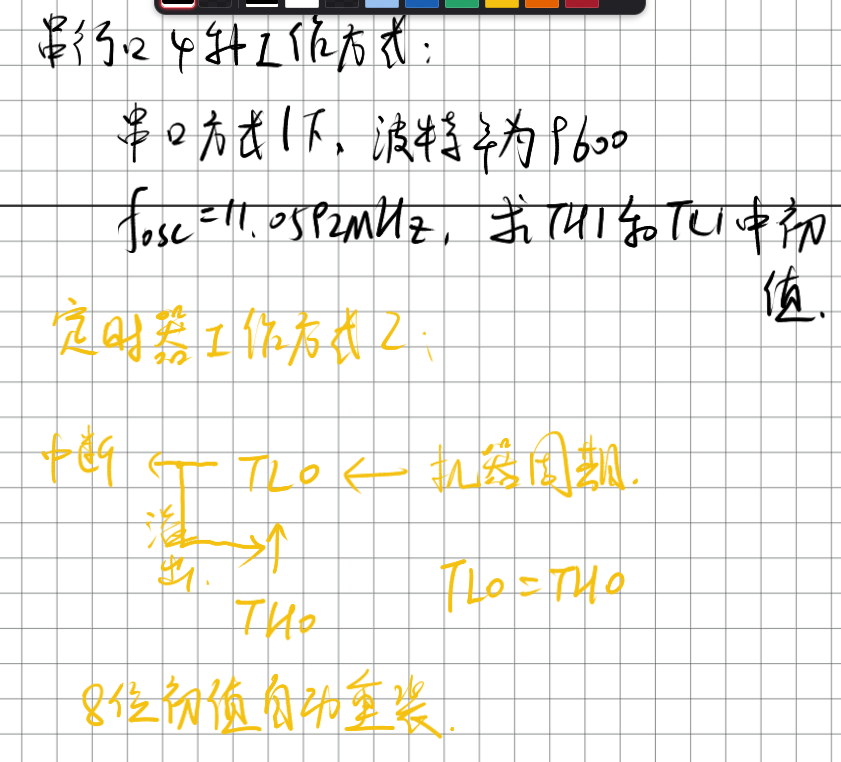 串行口4种工作方式：
串口方式1下，波特率为9600
fosc=11.0592MHz，求TH1和TL1中初
值.
定时器工作方式2：
中断 ← TL0 ← 机器周期.
溢出. ↑
TH0 TL0=TH0
8位初值自动重装.